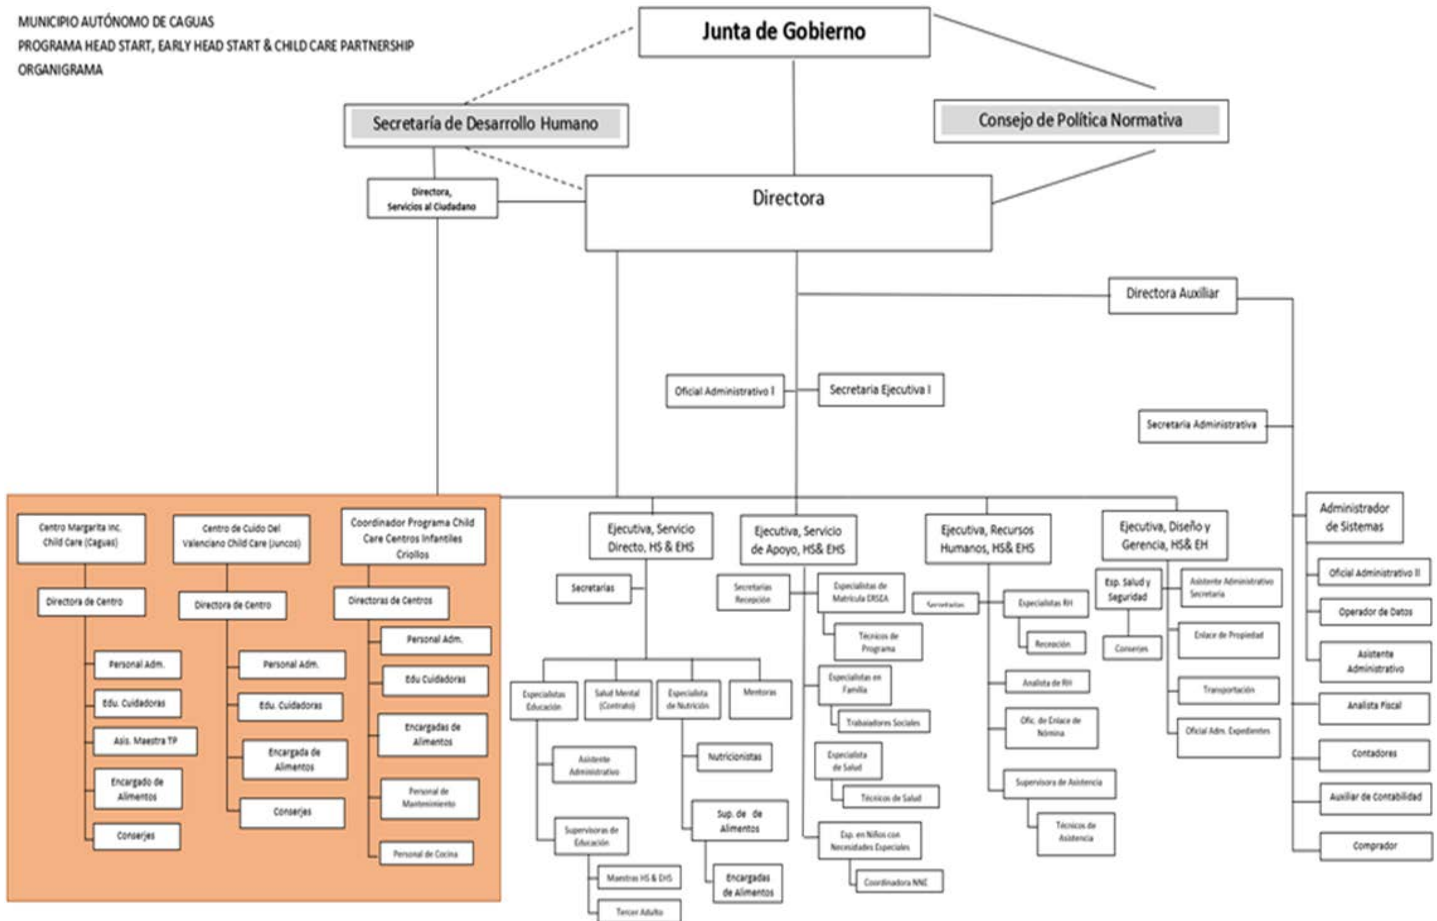 MUNICIPIO AUTÓNOMO DE CAGUAS
PROGRAMA HEAD START, EARLY HEAD START & CHILD CARE PARTNERSHIP
ORGANIGRAMA
Junta de Gobierno
Secretaría de Desarrollo Humano
Consejo de Política Normativa
Directora,
Servicios al Ciudadano
Directora
Directora Auxiliar
Oficial Administrativo I
Secretaria Ejecutiva I
Secretaria Administrativa
Centro Margarita Inc.
Child Care (Caguas)
Directora de Centro
Personal Adm.
Edu. Cuidadoras
Asis. Maestra TP
Encargado de
Alimentos
Conserjes
Centro de Cuido Del
Valenciano Child Care (Juncos)
Directora de Centro
Personal Adm.
Edu. Cuidadoras
Encargada de
Alimentos
Conserjes
Coordinador Programa Child
Care Centros Infantiles
Criollos
Directoras de Centros
Personal Adm.
Edu Cuidadoras
Encargadas de
Alimentos
Personal de
Mantenimiento
Personal de Cocina
Ejecutiva, Servicio
Directo, HS & EHS
Secretarias
Especialistas
Educación
Asistente
Administrativo
Supervisoras de
Educación
Maestras HS & EHS
Tercer Adulto
Salud Mental
(Contrato)
Especialista
de Nutrición
Nutricionistas
Sup. de de
Alimentos
Encargadas
de Alimentos
Mentoras
Ejecutiva, Servicio
de Apoyo, HS& EHS
Secretarias
Recepción
Especialistas de
Matrícula ERSEA
Técnicos de
Programa
Especialistas en
Familia
Trabajadores Sociales
Especialista
de Salud
Técnicos de Salud
Esp. en Niños con
Necesidades Especiales
Coordinadora NNE
Ejecutiva, Recursos
Humanos, HS& EHS
Secretarias
Especialistas RH
Recepción
Analista de RH
Ofic. de Enlace de
Nómina
Supervisora de Asistencia
Técnicos de
Asistencia
Ejecutiva, Diseño y
Gerencia, HS& EH
Esp. Salud y
Seguridad
Conserjes
Asistente Administrativo
Secretaria
Enlace de Propiedad
Transportación
Oficial Adm. Expedientes
Administrador
de Sistemas
Oficial Administrativo II
Operador de Datos
Asistente
Administrativo
Analista Fiscal
Contadores
Auxiliar de Contabilidad
Comprador